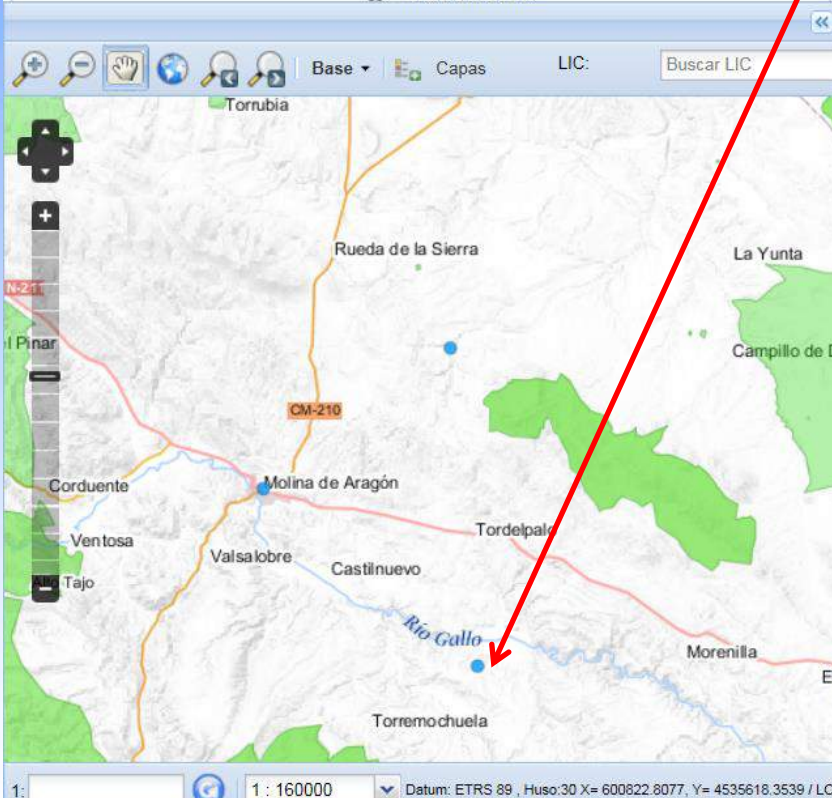 Base Capas LIC: Buscar LIC
Torrubia
Rueda de la Sierra
La Yunta
N-211
l Pinar
Campillo de D
CM-210
Corduente
Molina de Aragón
Ventosa
Tordelpalo
Valsalobre
Castilnuevo
Tajo
Río Gallo
Morenilla
E
Torremochuela
1: 1 : 160000 Datum: ETRS 89 , Huso:30 X= 600822.8077, Y= 4535618.3539 / LO